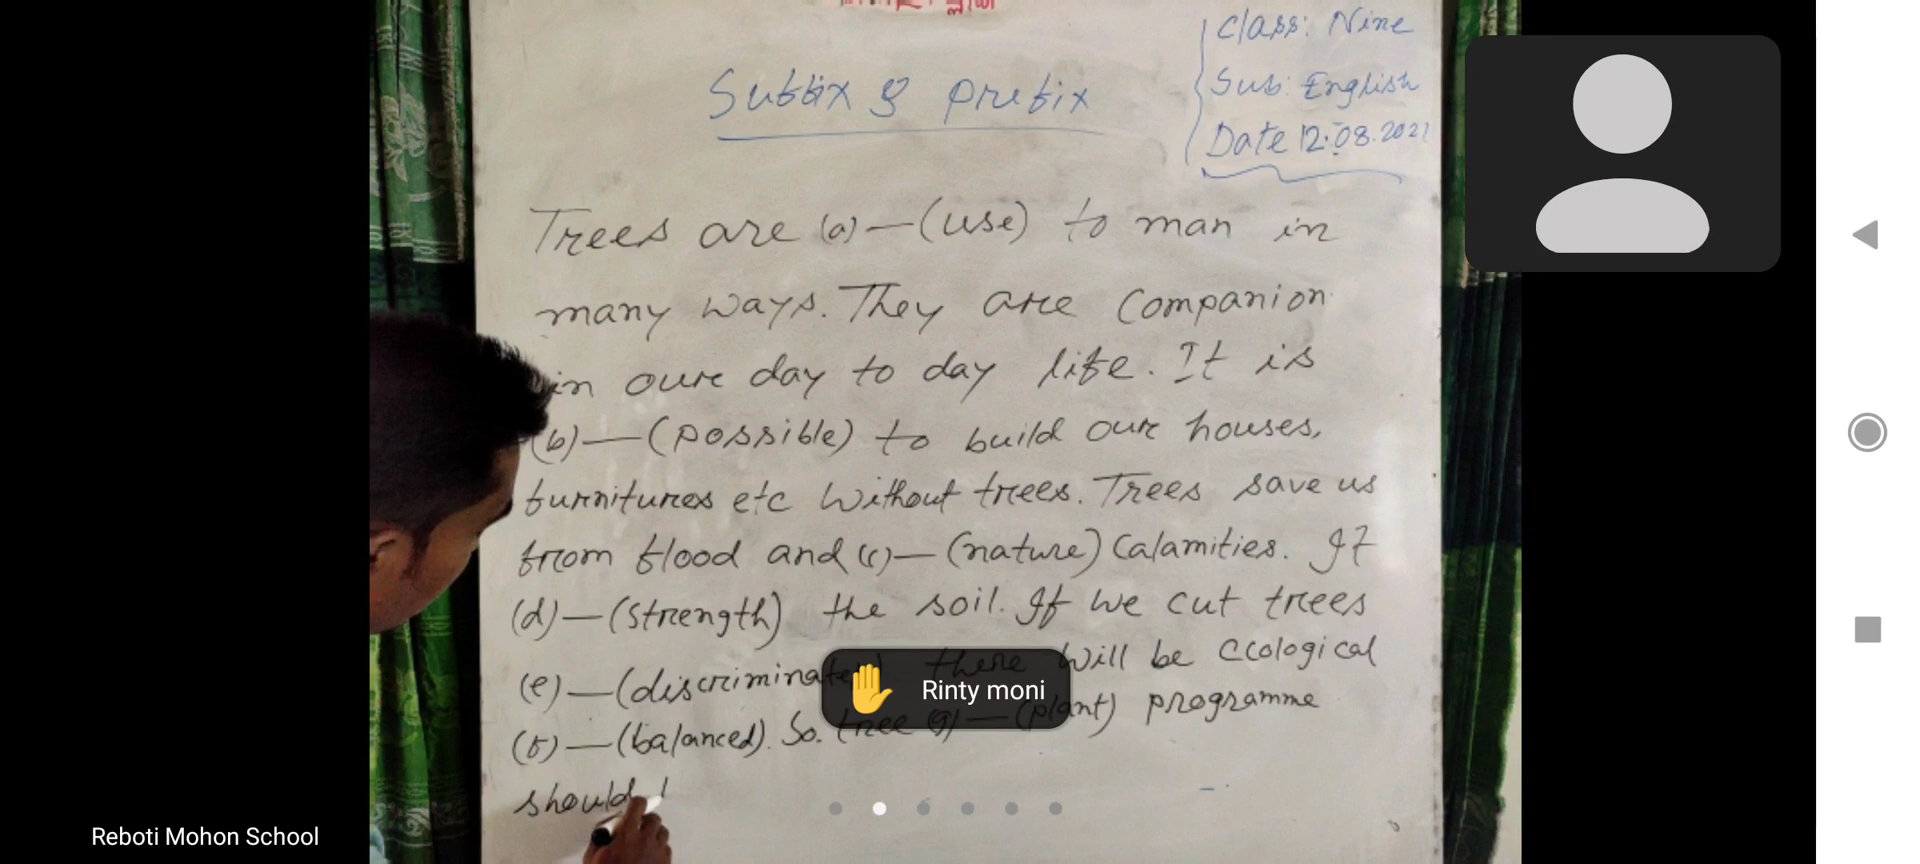 Class: Nine
Sub: English
Date 12.08.2021
Suffix & prefix
Trees are (a)—(use) to man in
many ways. They are companion
in our day to day life. It is
(b)—(possible) to build our houses,
furnitures etc without trees. Trees save us
from flood and (c)—(nature) calamities. It
(d)—(strength) the soil. If we cut trees
(e)—(discriminate) there will be ecological
(f)—(balanced). So. tree (g)—(plant) programme
should
Rinty moni
Reboti Mohon School